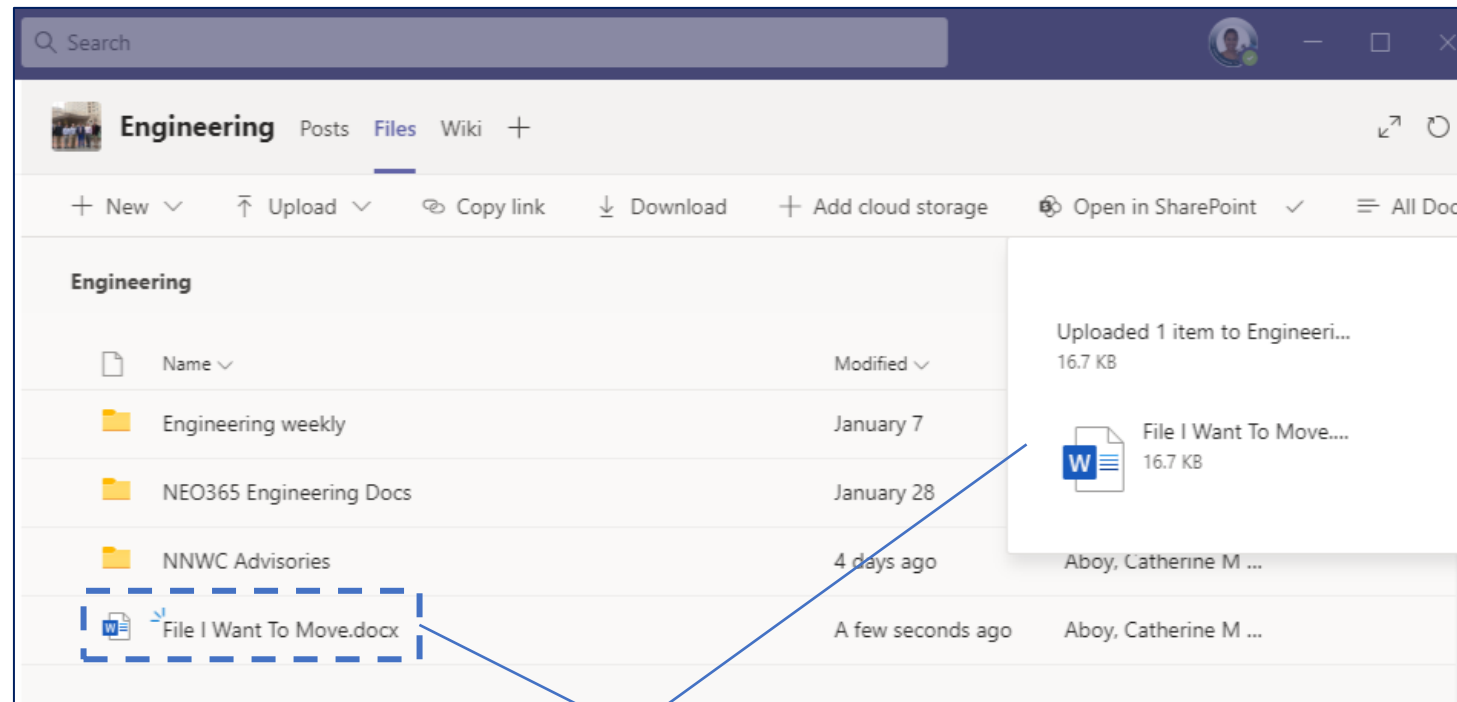 Search
Engineering Posts Files Wiki
New Upload Copy link Download Add cloud storage Open in SharePoint All Doc
Engineering
Name Modified
Uploaded 1 item to Engineeri...
16.7 KB
File I Want To Move....
16.7 KB
Engineering weekly January 7
NEO365 Engineering Docs January 28
NNWC Advisories 4 days ago Aboy, Catherine M ...
File I Want To Move.docx A few seconds ago Aboy, Catherine M ...